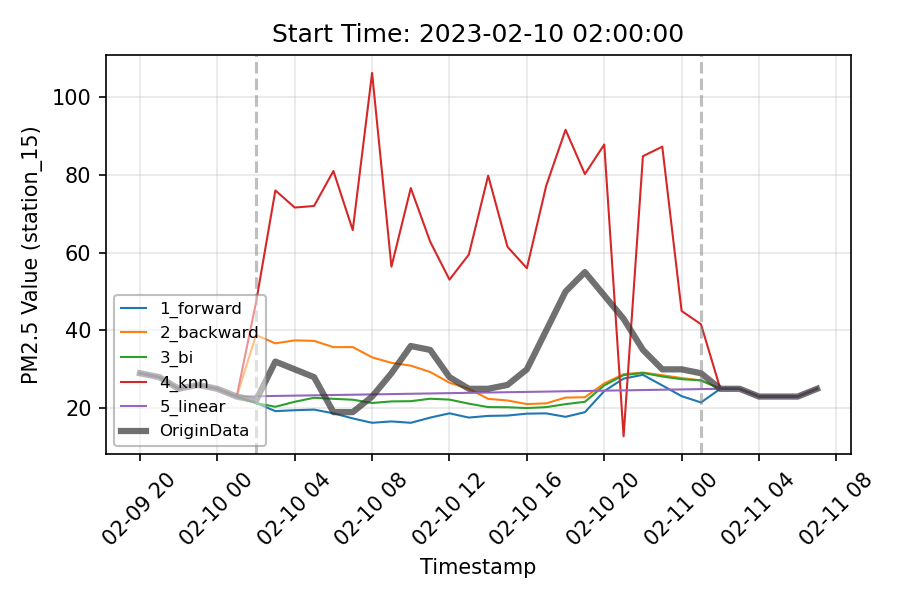 Start Time: 2023-02-10 02:00:00
PM2.5 Value (station_15)
100
80
60
40
20
1_forward
2_backward
3_bi
4_knn
5_linear
OriginData
02-09 20
02-10 00
02-10 04
02-10 08
02-10 12
02-10 16
02-10 20
02-11 00
02-11 04
02-11 08
Timestamp